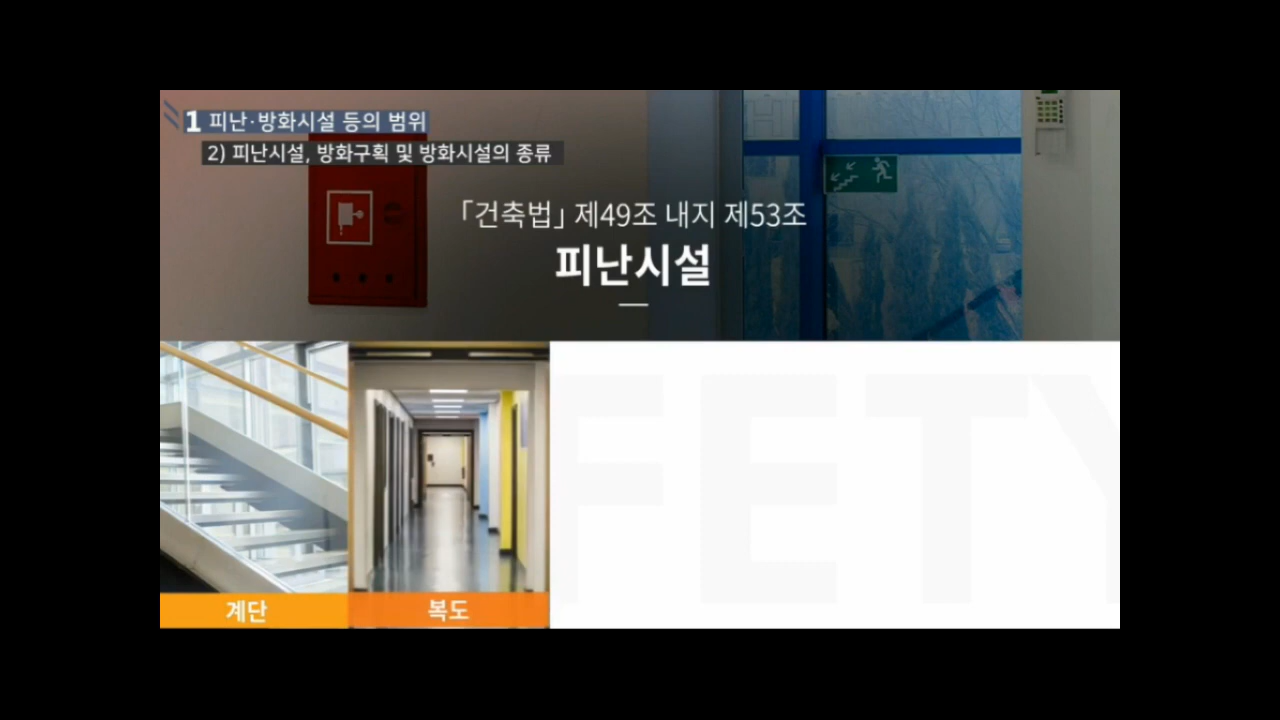 1 피난·방화시설 등의 범위
2) 피난시설, 방화구획 및 방화시설의 종류
「건축법」 제49조 내지 제53조
피난시설
계단
복도
FETY